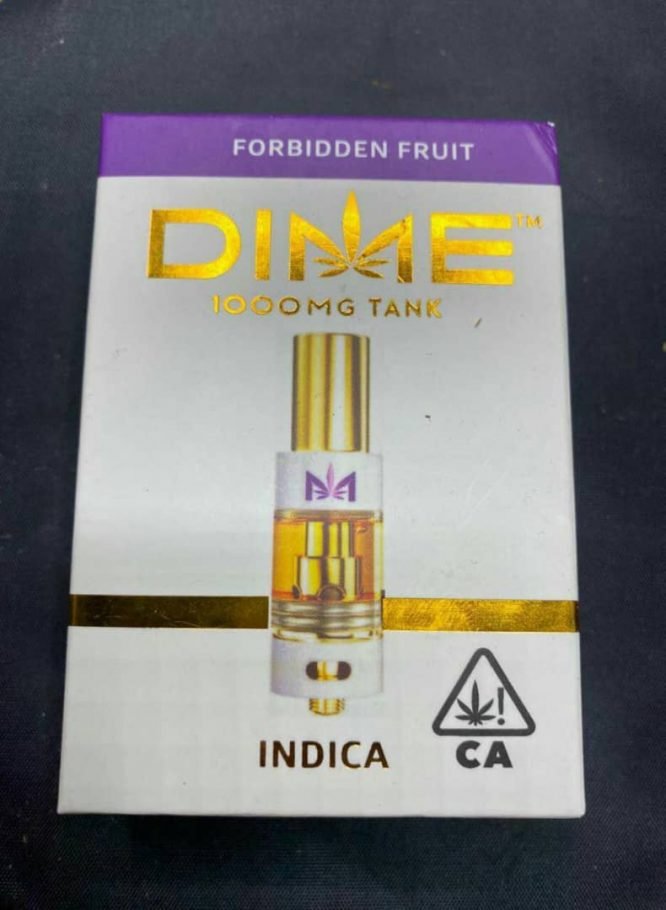 FORBIDDEN FRUIT
DIME™
1000MG TANK
INDICA
!
CA